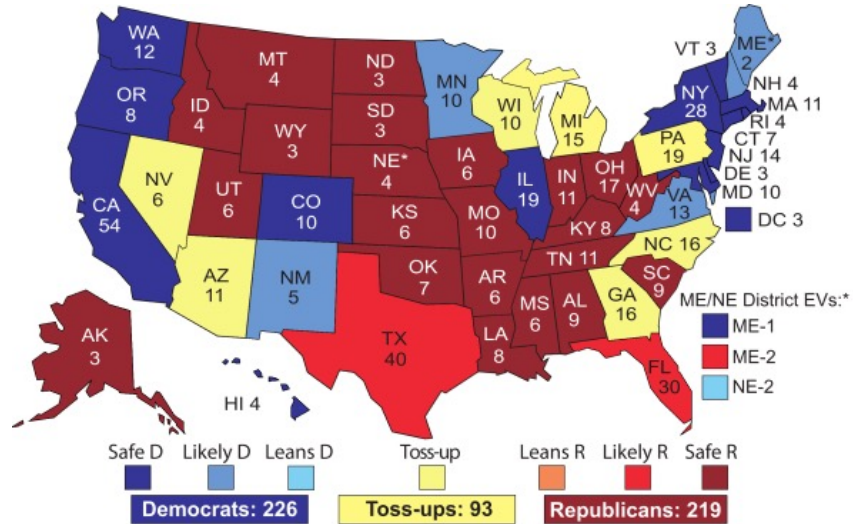 WA
12
OR
8
CA
54
NV
6
ID
4
MT
4
WY
3
UT
6
AZ
11
CO
10
NM
5
ND
3
SD
3
NE*
4
KS
6
OK
7
TX
40
MN
10
IA
6
MO
10
AR
6
LA
8
WI
10
IL
19
MI
15
IN
11
OH
17
KY 8
TN 11
MS
6
AL
9
GA
16
FL
30
SC
9
NC 16
VA
13
WV
4
PA
19
NY
28
VT 3
ME*
2
NH 4
MA 11
RI 4
CT 7
NJ 14
DE 3
MD 10
DC 3
AK
3
HI 4
ME/NE District EVs:*
ME-1
ME-2
NE-2
Safe D Likely D Leans D Toss-up Leans R Likely R Safe R
Democrats: 226 Toss-ups: 93 Republicans: 219